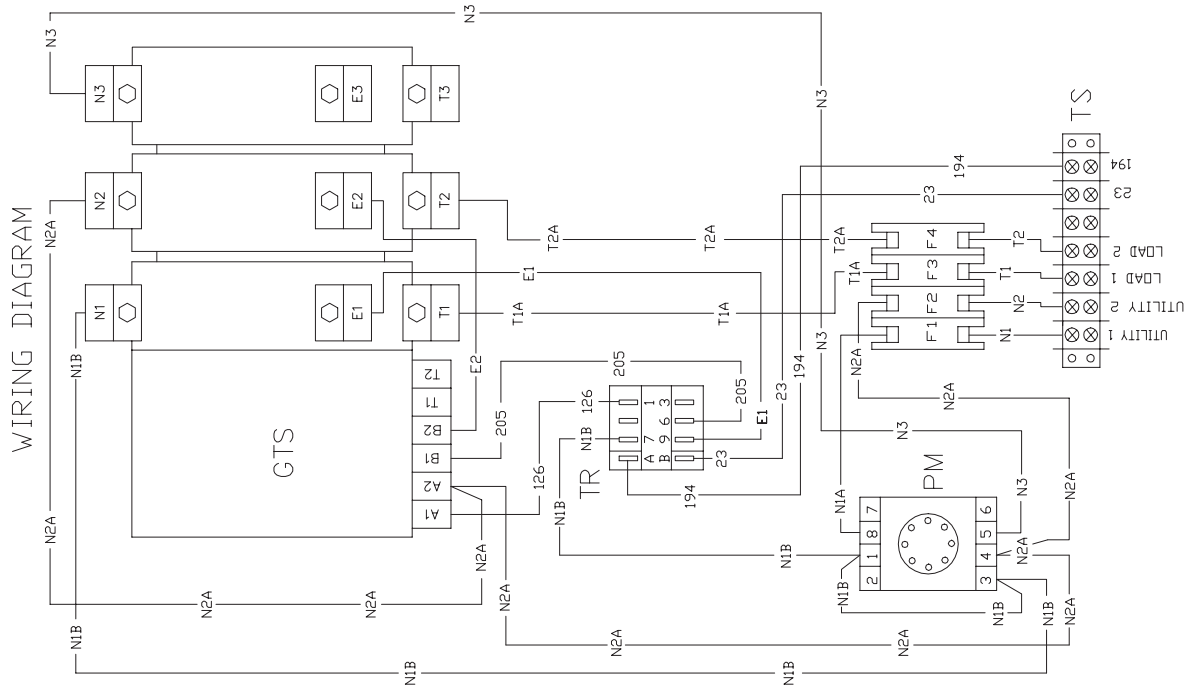 WIRING DIAGRAM
N3
N3
N3
N3
N3
N3
N3
E3
T3
TS
194
194
194
194
23
23
23
23
N2
E2
T2
N2A
T2A
T2A
T2A
F4
T2
LOAD 2
E1
T1A
F3
T1
LOAD 1
N1
E1
T1
T1A
T1A
N2A
F2
N2
UTILITY 2
F1
N1
UTILITY 1
N1B
E2
205
205
205
GTS
T2
T1
B2
B1
A2
A1
126
126
TR
1
3
6
7
9
A
B
N1B
N1B
N1B
E1
N2A
N2A
PM
N1A
7
8
1
2
6
5
4
3
N2A
N2A
N2A
N2A
N2A
N2A
N2A
N2A
N2A
N1B
N1B
N1B
N1B
N1B